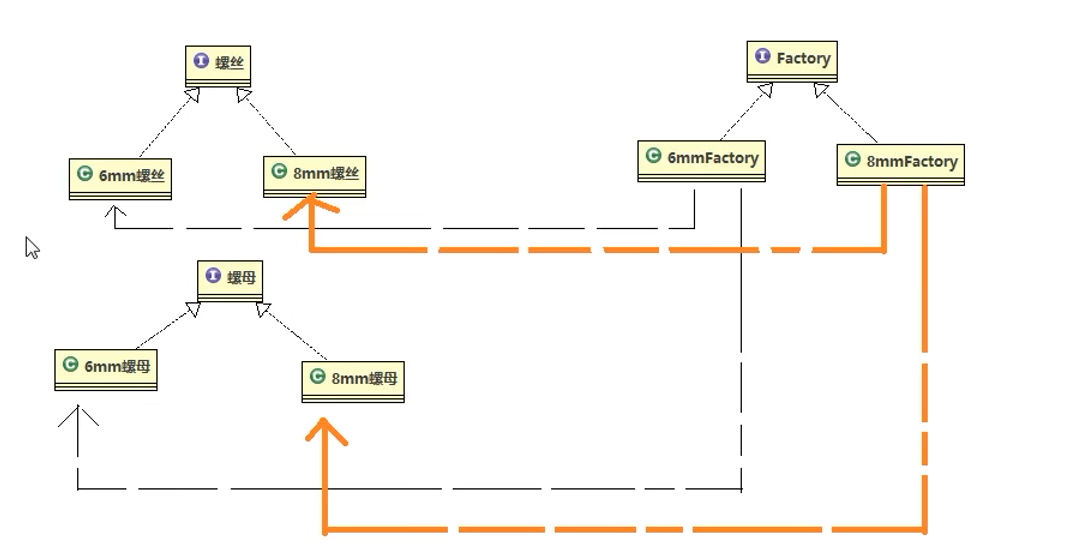 I 螺丝
I Factory
C 6mm螺丝
C 8mm螺丝
C 6mmFactory
C 8mmFactory
I 螺母
C 6mm螺母
C 8mm螺母